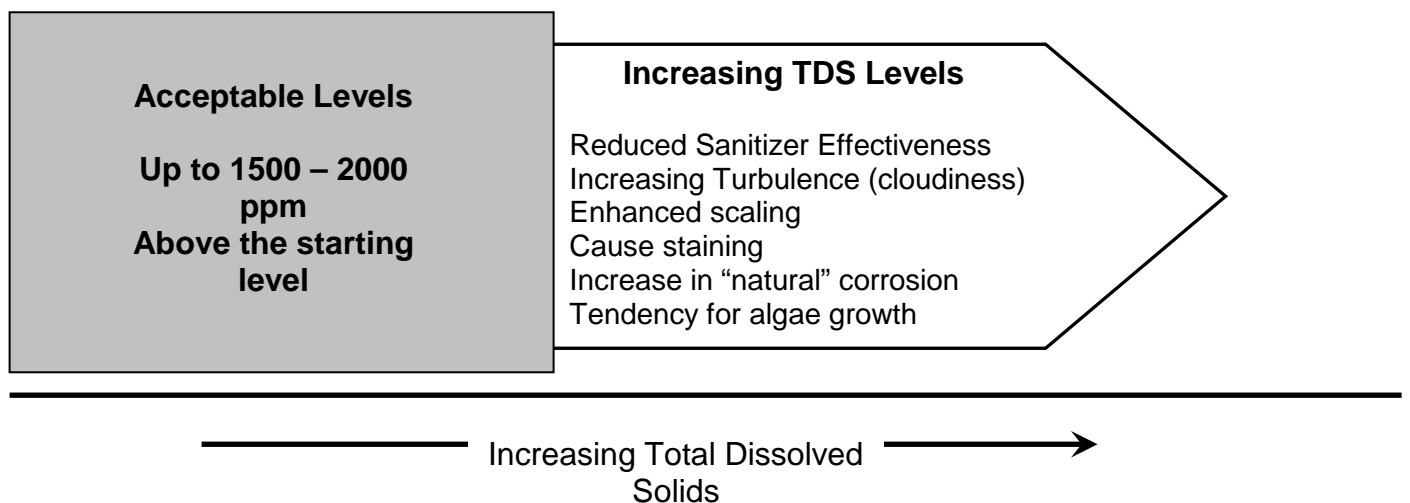 Acceptable Levels
Up to 1500 – 2000
ppm
Above the starting
level
Increasing TDS Levels
Reduced Sanitizer Effectiveness
Increasing Turbulence (cloudiness)
Enhanced scaling
Cause staining
Increase in “natural” corrosion
Tendency for algae growth
Increasing Total Dissolved
Solids